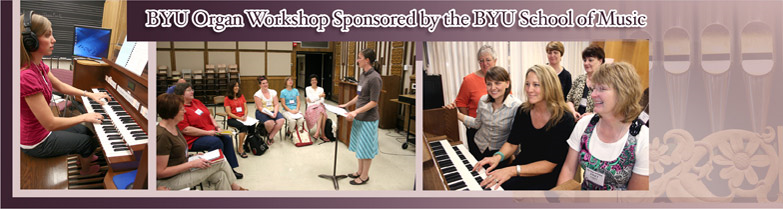 BYU Organ Workshop Sponsored by the BYU School of Music